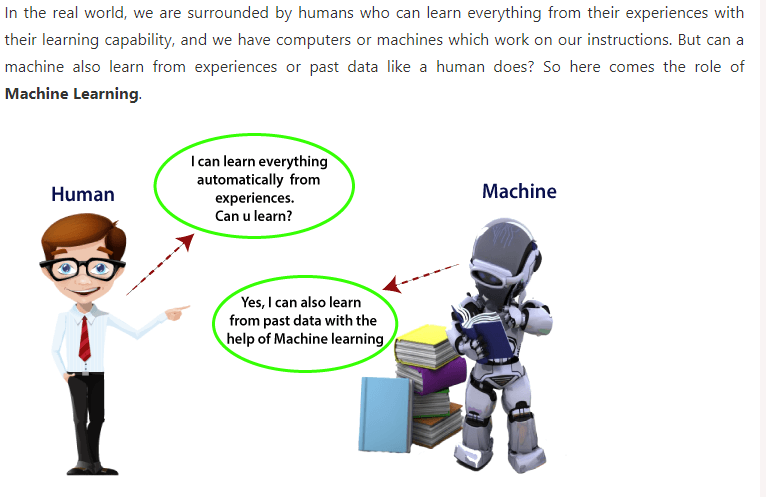 In the real world, we are surrounded by humans who can learn everything from their experiences with
their learning capability, and we have computers or machines which work on our instructions. But can a
machine also learn from experiences or past data like a human does? So here comes the role of
Machine Learning.
Human
I can learn everything
automatically from
experiences.
Can u learn?
Machine
Yes, I can also learn
from past data with the
help of Machine learning